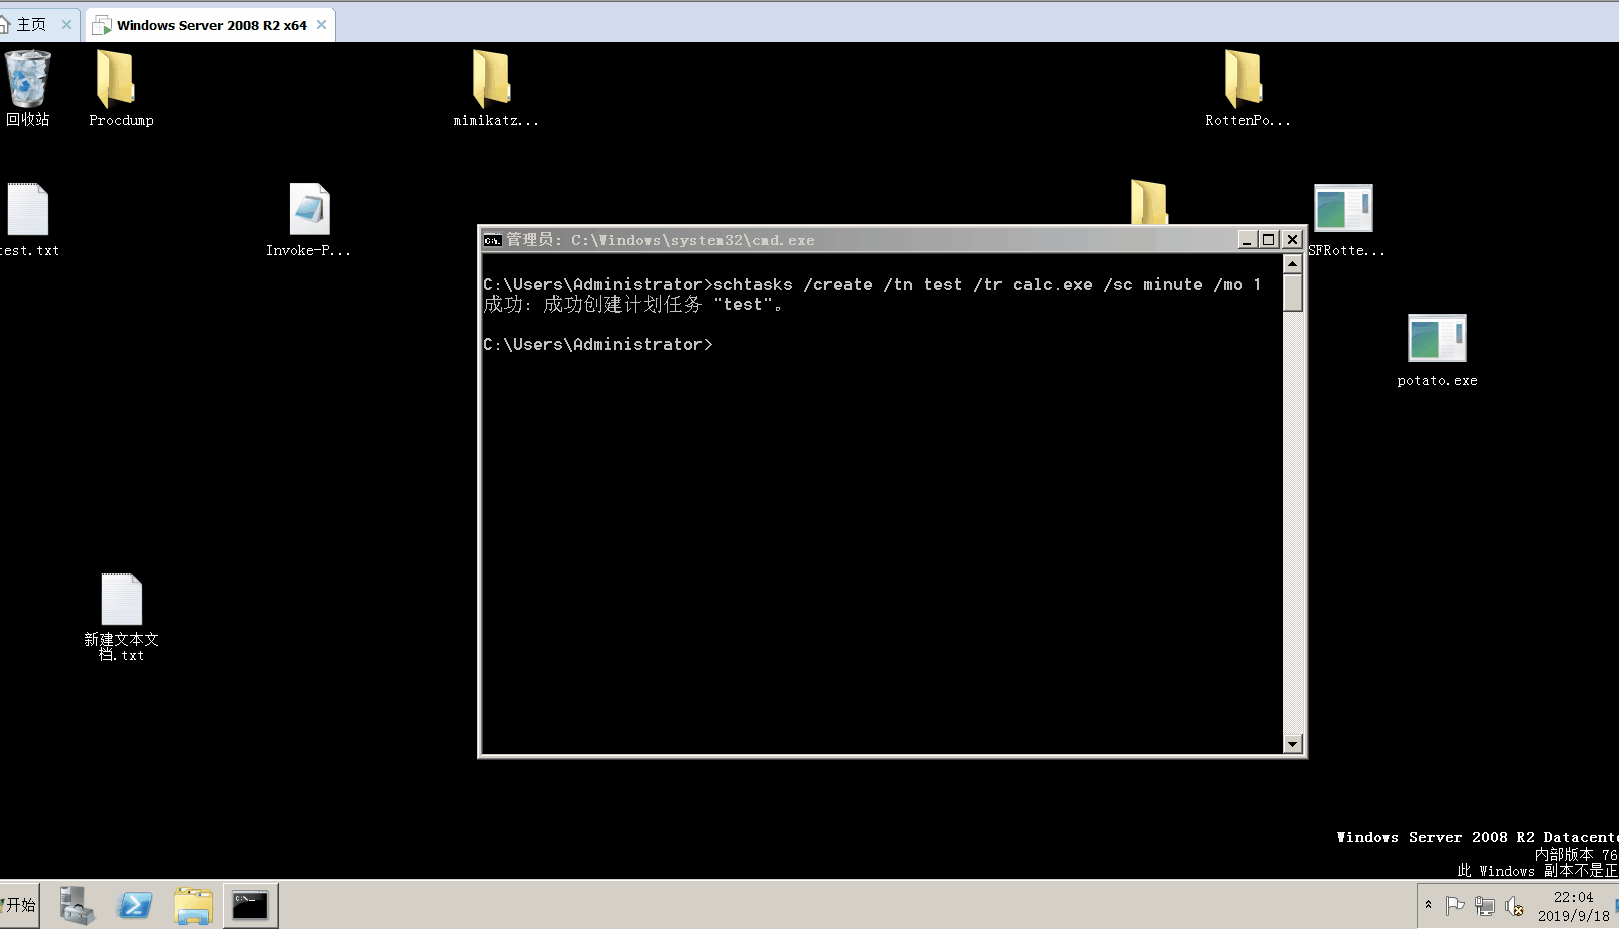 主页
Windows Server 2008 R2 x64
回收站
Procdump
mimikatz...
RottenPo...
test.txt
Invoke-P...
SFRotte...
管理员: C:\Windows\system32\cmd.exe
C:\Users\Administrator>schtasks /create /tn test /tr calc.exe /sc minute /mo 1
成功: 成功创建计划任务 "test"。
C:\Users\Administrator>
potato.exe
新建文本文
档.txt
Windows Server 2008 R2 Datacente
内部版本 76
此 Windows 副本不是正
开始
22:04
2019/9/18